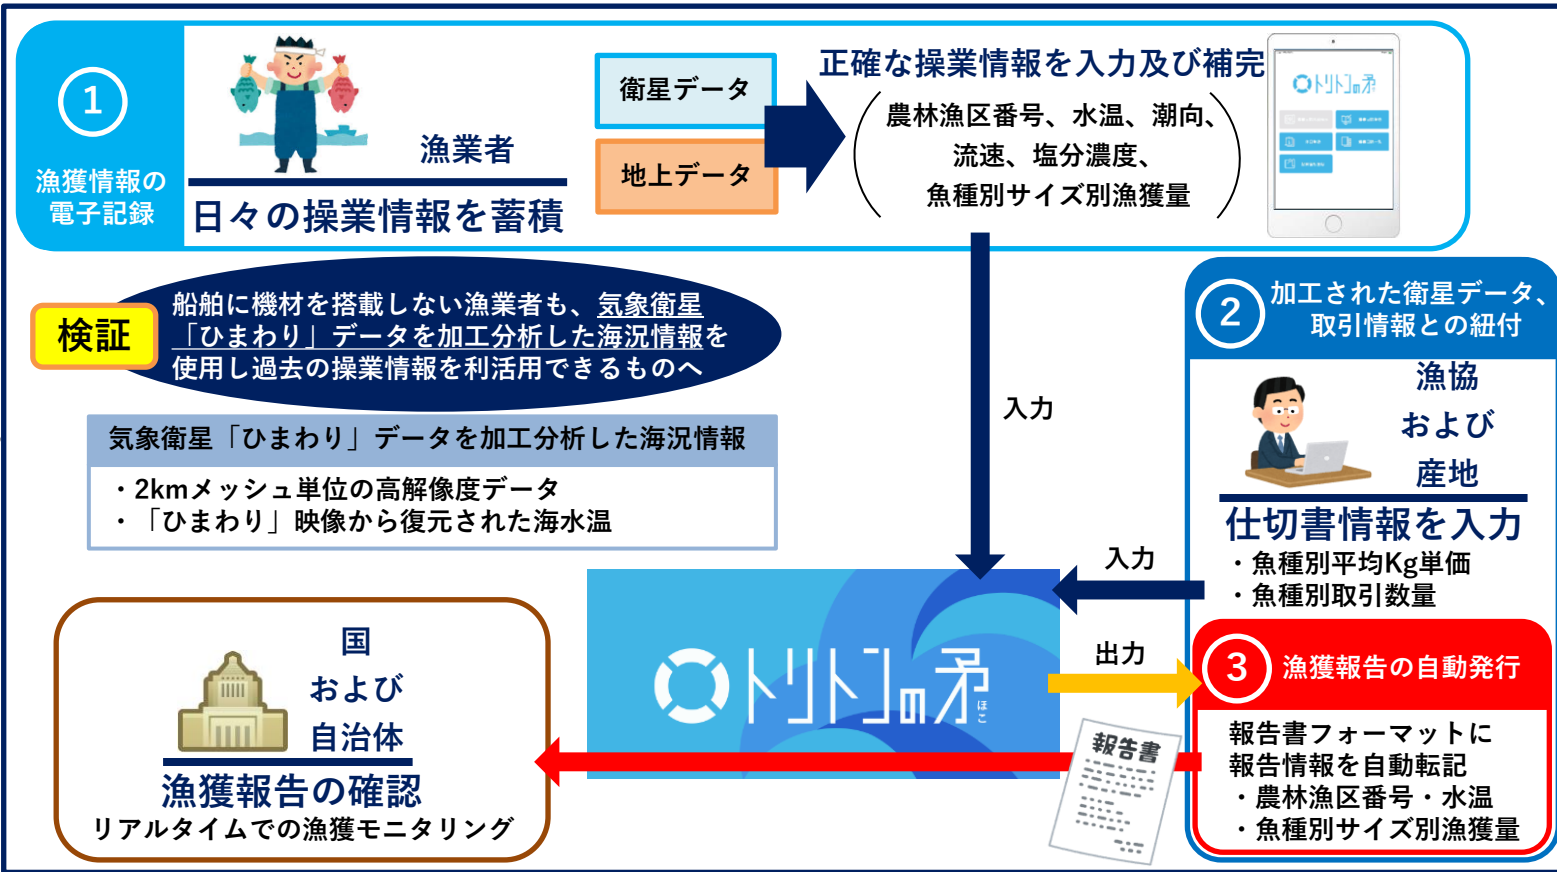 1
漁獲情報の
電子記録
漁業者
日々の操業情報を蓄積
衛星データ
地上データ
正確な操業情報を入力及び補完
農林漁区番号、水温、潮向、
流速、塩分濃度、
魚種別サイズ別漁獲量
トリトンの矛
検証
船舶に機材を搭載しない漁業者も、気象衛星
「ひまわり」データを加工分析した海況情報を
使用し過去の操業情報を利活用できるものへ
気象衛星「ひまわり」データを加工分析した海況情報
・2kmメッシュ単位の高解像度データ
・「ひまわり」映像から復元された海水温
入力
2
加工された衛星データ、
取引情報との紐付
漁協
および
産地
仕切書情報を入力
・魚種別平均Kg単価
・魚種別取引数量
入力
出力
トリトンの矛
ほこ
3
漁獲報告の自動発行
報告書フォーマットに
報告情報を自動転記
・農林漁区番号・水温
・魚種別サイズ別漁獲量
報告書
国
および
自治体
漁獲報告の確認
リアルタイムでの漁獲モニタリング